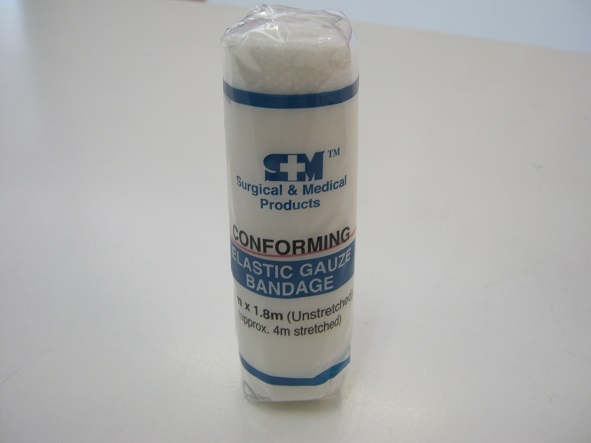 S+M™
Surgical & Medical
Products
CONFORMING
ELASTIC GAUZE
BANDAGE
x 1.8m (Unstretched)
approx. 4m stretched)